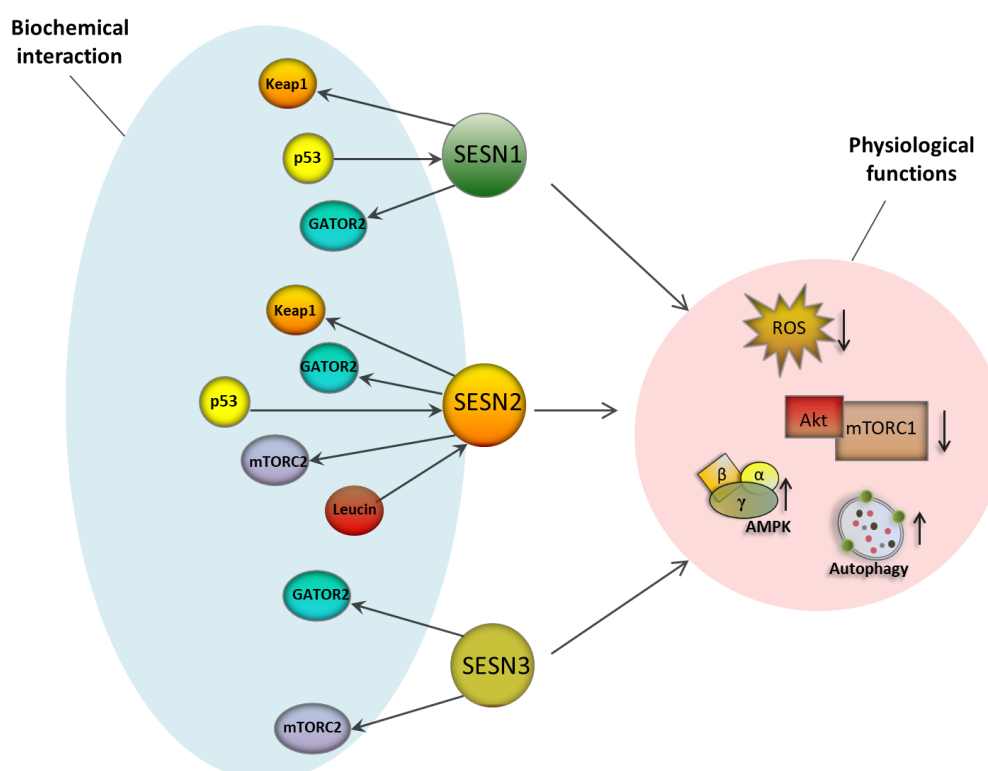 Biochemical
interaction
Keap1
p53
SESN1
GATOR2
Physiological
functions
Keap1
GATOR2
p53
SESN2
mTORC2
Leucin
ROS
Akt
mTORC1
β
α
γ
AMPK
Autophagy
GATOR2
SESN3
mTORC2